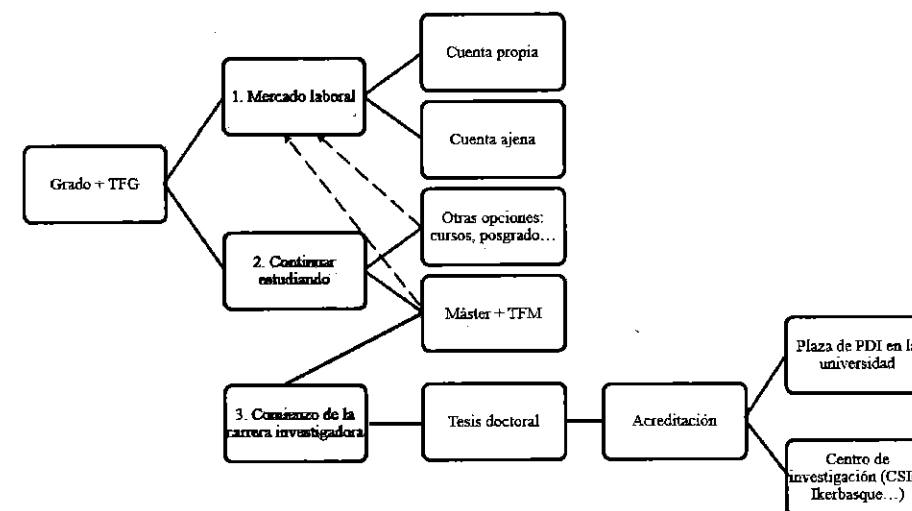 Cuenta propia
1. Mercado laboral
Cuenta ajena
Grado + TFG
Otras opciones:
cursos, posgrado...
2. Continuar
estudiando
Máster + TFM
Plaza de PDI en la
universidad
3. Comienzo de la
carrera investigadora
Tesis doctoral
Acreditación
Centro de
investigación (CSI
Ikerbasque...)